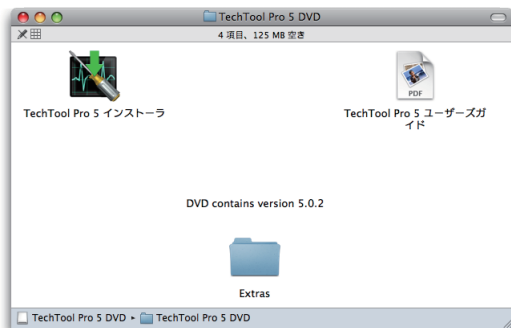 TechTool Pro 5 DVD
4 項目、125 MB 空き
TechTool Pro 5 インストーラ
PDF
TechTool Pro 5 ユーザーズガ
イド
DVD contains version 5.0.2
Extras
TechTool Pro 5 DVD ▸ TechTool Pro 5 DVD